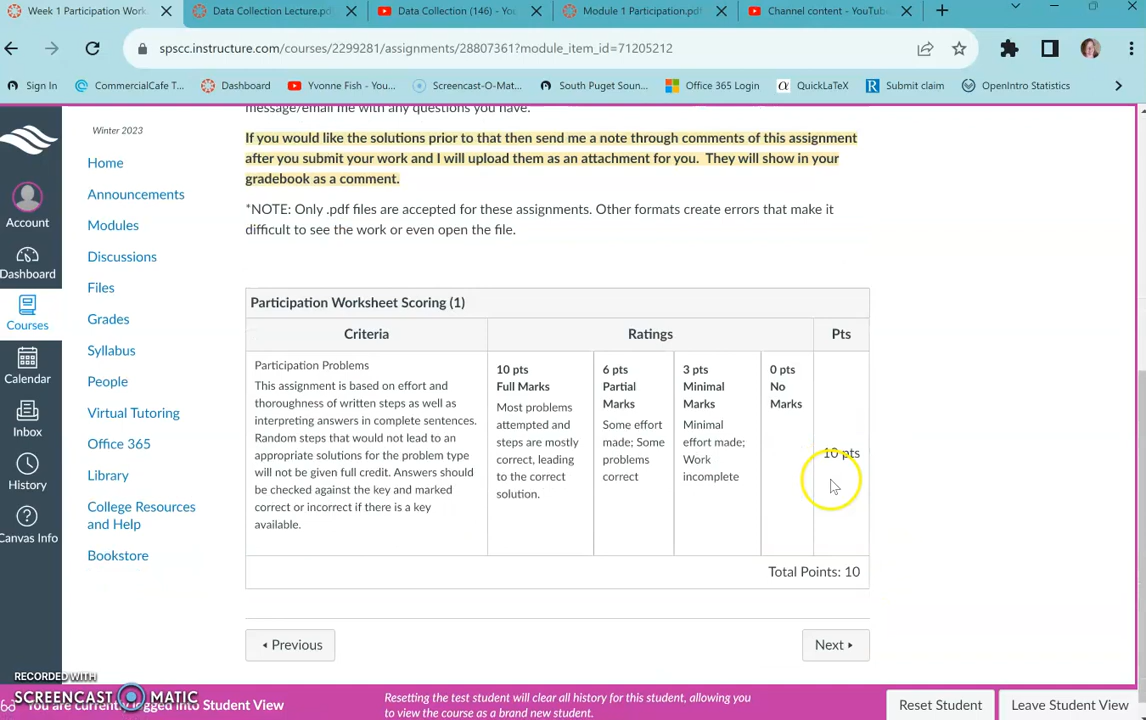 Week 1 Participation Work
Data Collection Lecture.pd
Data Collection (146) - Yo
Module 1 Participation.pdf
Channel content - YouTub
spscc.instructure.com/courses/2299281/assignments/28807361?module_item_id=71205212
Sign In
CommercialCafe T...
Dashboard
Yvonne Fish - You...
Screencast-O-Mat...
South Puget Soun...
Office 365 Login
QuickLaTeX
Submit claim
OpenIntro Statistics
message/email me with any questions you have.
Winter 2023
If you would like the solutions prior to that then send me a note through comments of this assignment
after you submit your work and I will upload them as an attachment for you. They will show in your
gradebook as a comment.
*NOTE: Only .pdf files are accepted for these assignments. Other formats create errors that make it
difficult to see the work or even open the file.
Account
Dashboard
Courses
Calendar
Inbox
History
Canvas Info
Home
Announcements
Modules
Discussions
Files
Grades
Syllabus
People
Virtual Tutoring
Office 365
Library
College Resources
and Help
Bookstore
Participation Worksheet Scoring (1)
Criteria
Ratings
Pts
Participation Problems
This assignment is based on effort and
thoroughness of written steps as well as
interpreting answers in complete sentences.
Random steps that would not lead to an
appropriate solutions for the problem type
will not be given full credit. Answers should
be checked against the key and marked
correct or incorrect if there is a key
available.
10 pts
Full Marks
Most problems
attempted and
steps are mostly
correct, leading
to the correct
solution.
6 pts
Partial
Marks
Some effort
made; Some
problems
correct
3 pts
Minimal
Marks
Minimal
effort made;
Work
incomplete
0 pts
No
Marks
10 pts
Total Points: 10
Previous
Next
RECORDED WITH
SCREENCAST MATIC
You are currently logged into Student View
Resetting the test student will clear all history for this student, allowing you
to view the course as a brand new student.
Reset Student
Leave Student View